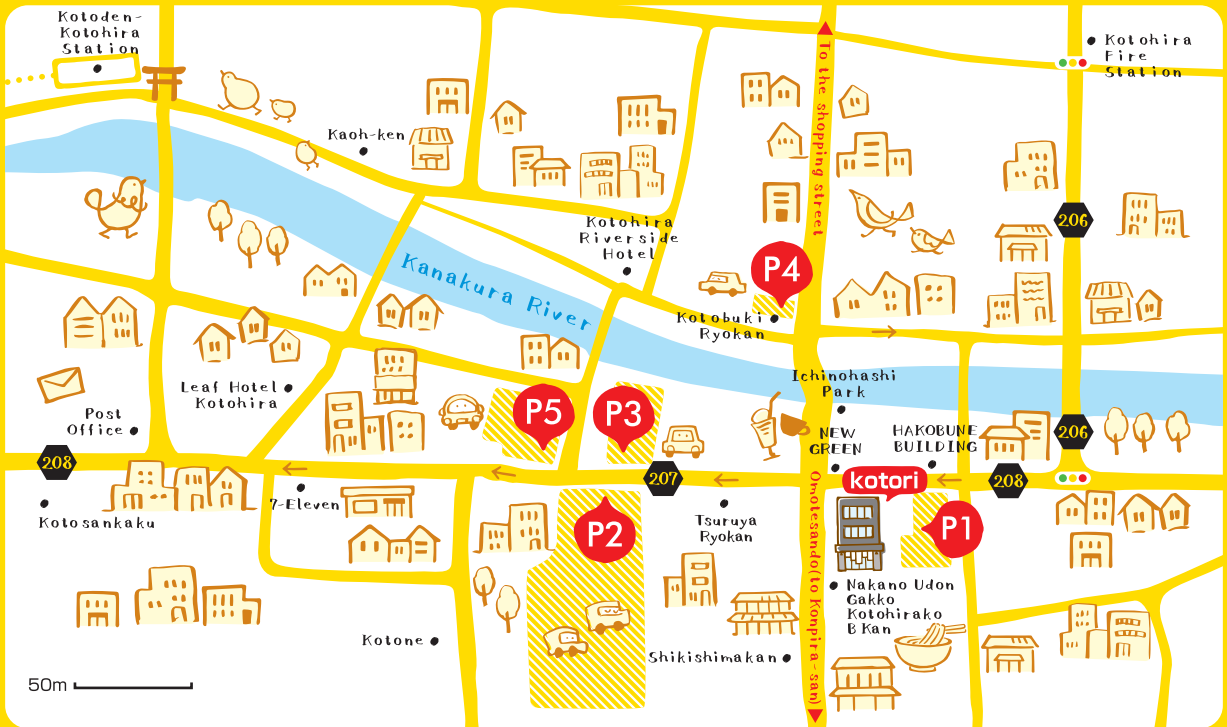 Kotoden-
Kotohira
Station
Kotohira
Fire
Station
To the shopping street
Kaoh-ken
206
Kotohira
Riverside
Hotel
P4
Kanakura River
Kotobuki
Ryokan
Leaf Hotel
Kotohira
Ichinohashi
Park
P5
P3
Post
Office
NEW
GREEN
HAKOBUNE
BUILDING
206
208
207
kotori
208
7-Eleven
Kotosankaku
P2
Tsuruya
Ryokan
Omotesando(to Konpira-san)
P1
Nakano Udon
Gakko
Kotohirako
B Kan
Kotone
Shikishimakan
50m